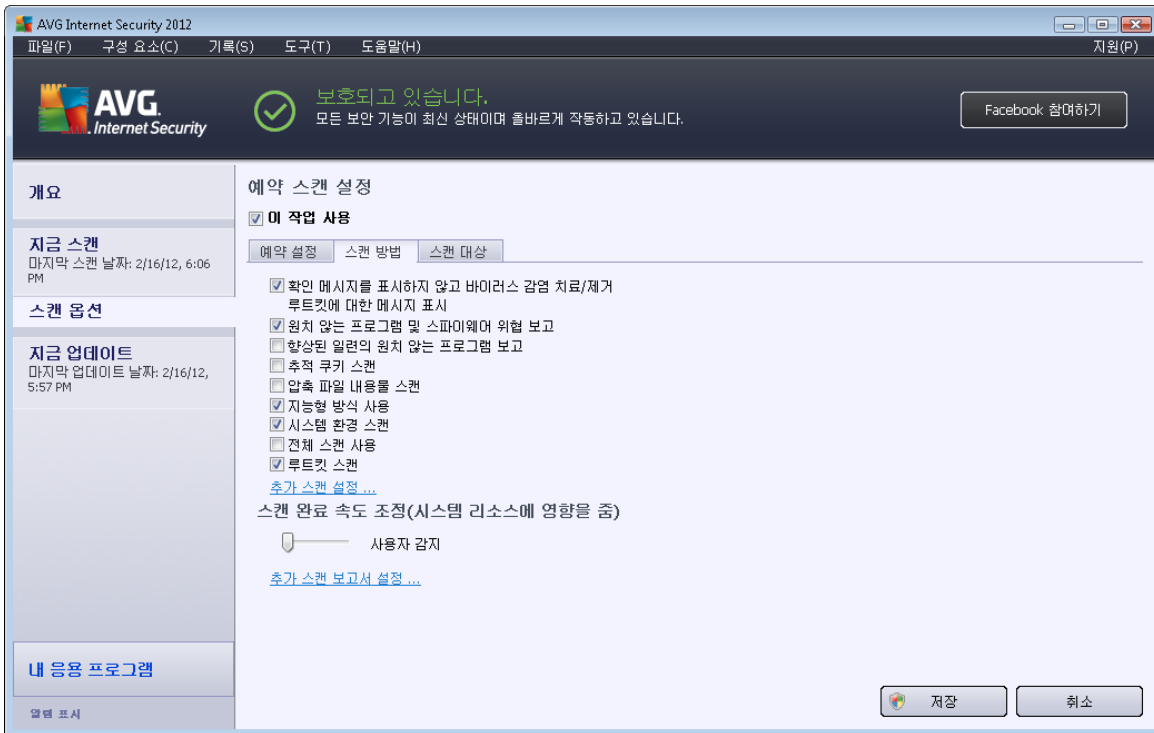 AVG Internet Security 2012
파일(F) 구성 요소(C) 기록(S) 도구(T) 도움말(H) 지원(P)
AVG.
Internet Security
보호되고 있습니다.
모든 보안 기능이 최신 상태이며 올바르게 작동하고 있습니다.
Facebook 참여하기
개요
지금 스캔
마지막 스캔 날짜: 2/16/12, 6:06
PM
스캔 옵션
지금 업데이트
마지막 업데이트 날짜: 2/16/12,
5:57 PM
내 응용 프로그램
알림 표시
예약 스캔 설정
이 작업 사용
예약 설정 스캔 방법 스캔 대상
확인 메시지를 표시하지 않고 바이러스 감염 치료/제거
루트킷에 대한 메시지 표시
원치 않는 프로그램 및 스파이웨어 위협 보고
향상된 일련의 원치 않는 프로그램 보고
추적 쿠키 스캔
압축 파일 내용물 스캔
지능형 방식 사용
시스템 환경 스캔
전체 스캔 사용
루트킷 스캔
추가 스캔 설정 ...
스캔 완료 속도 조정(시스템 리소스에 영향을 줌)
사용자 감지
추가 스캔 보고서 설정 ...
저장
취소